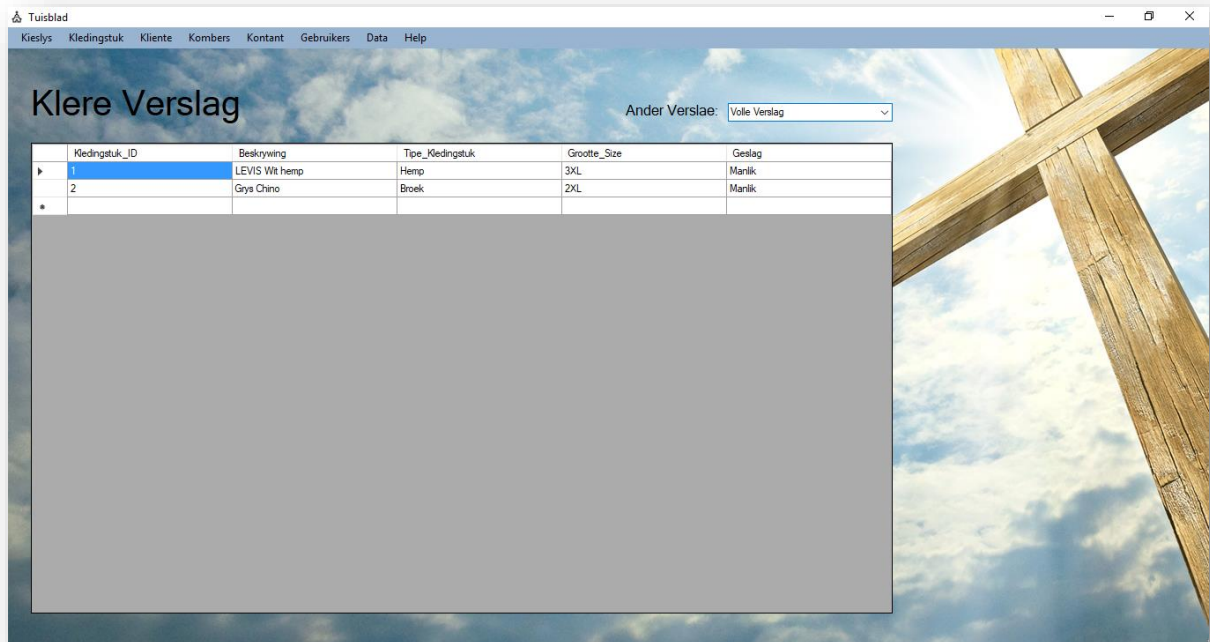 Tuisblad
Kieslys Kledingstuk Kliente Kombers Kontant Gebruikers Data Help
Klere Verslag
Ander Verslae: Volle Verslag
Kledingstuk_ID Beskrywing Tipe_Kledingstuk Grootte_Size Geslag
1 LEVIS Wit hemp Hemp 3XL Manlik
2 Grys Chino Broek 2XL Manlik